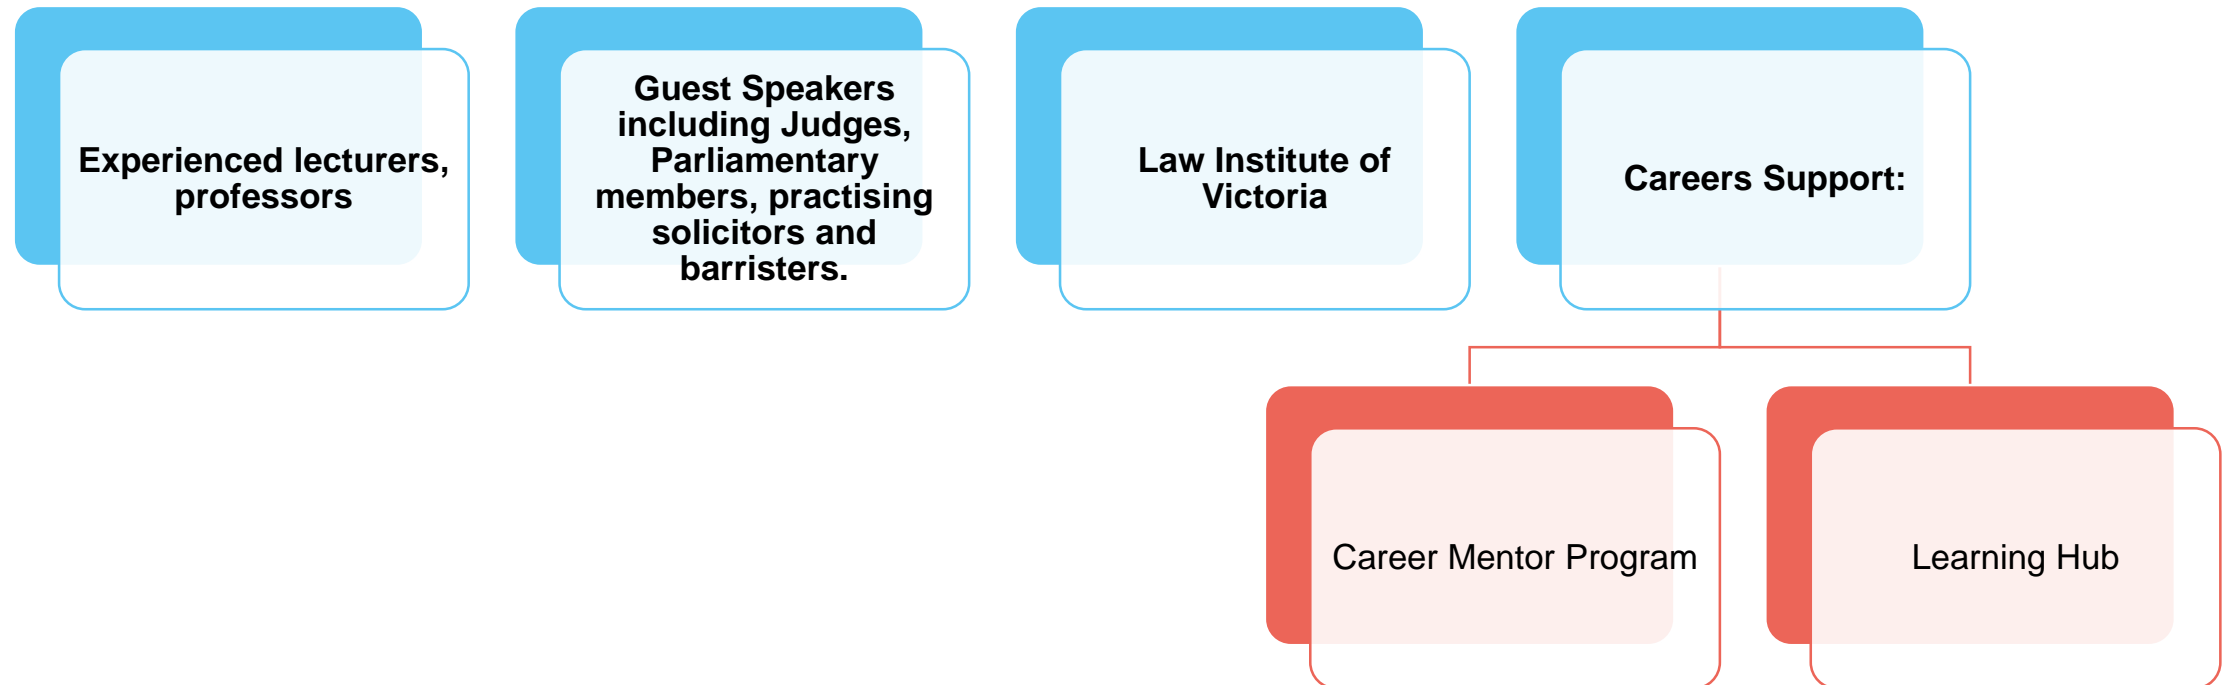 Experienced lecturers,
professors
Guest Speakers
including Judges,
Parliamentary
members, practising
solicitors and
barristers.
Law Institute of
Victoria
Careers Support:
Career Mentor Program
Learning Hub